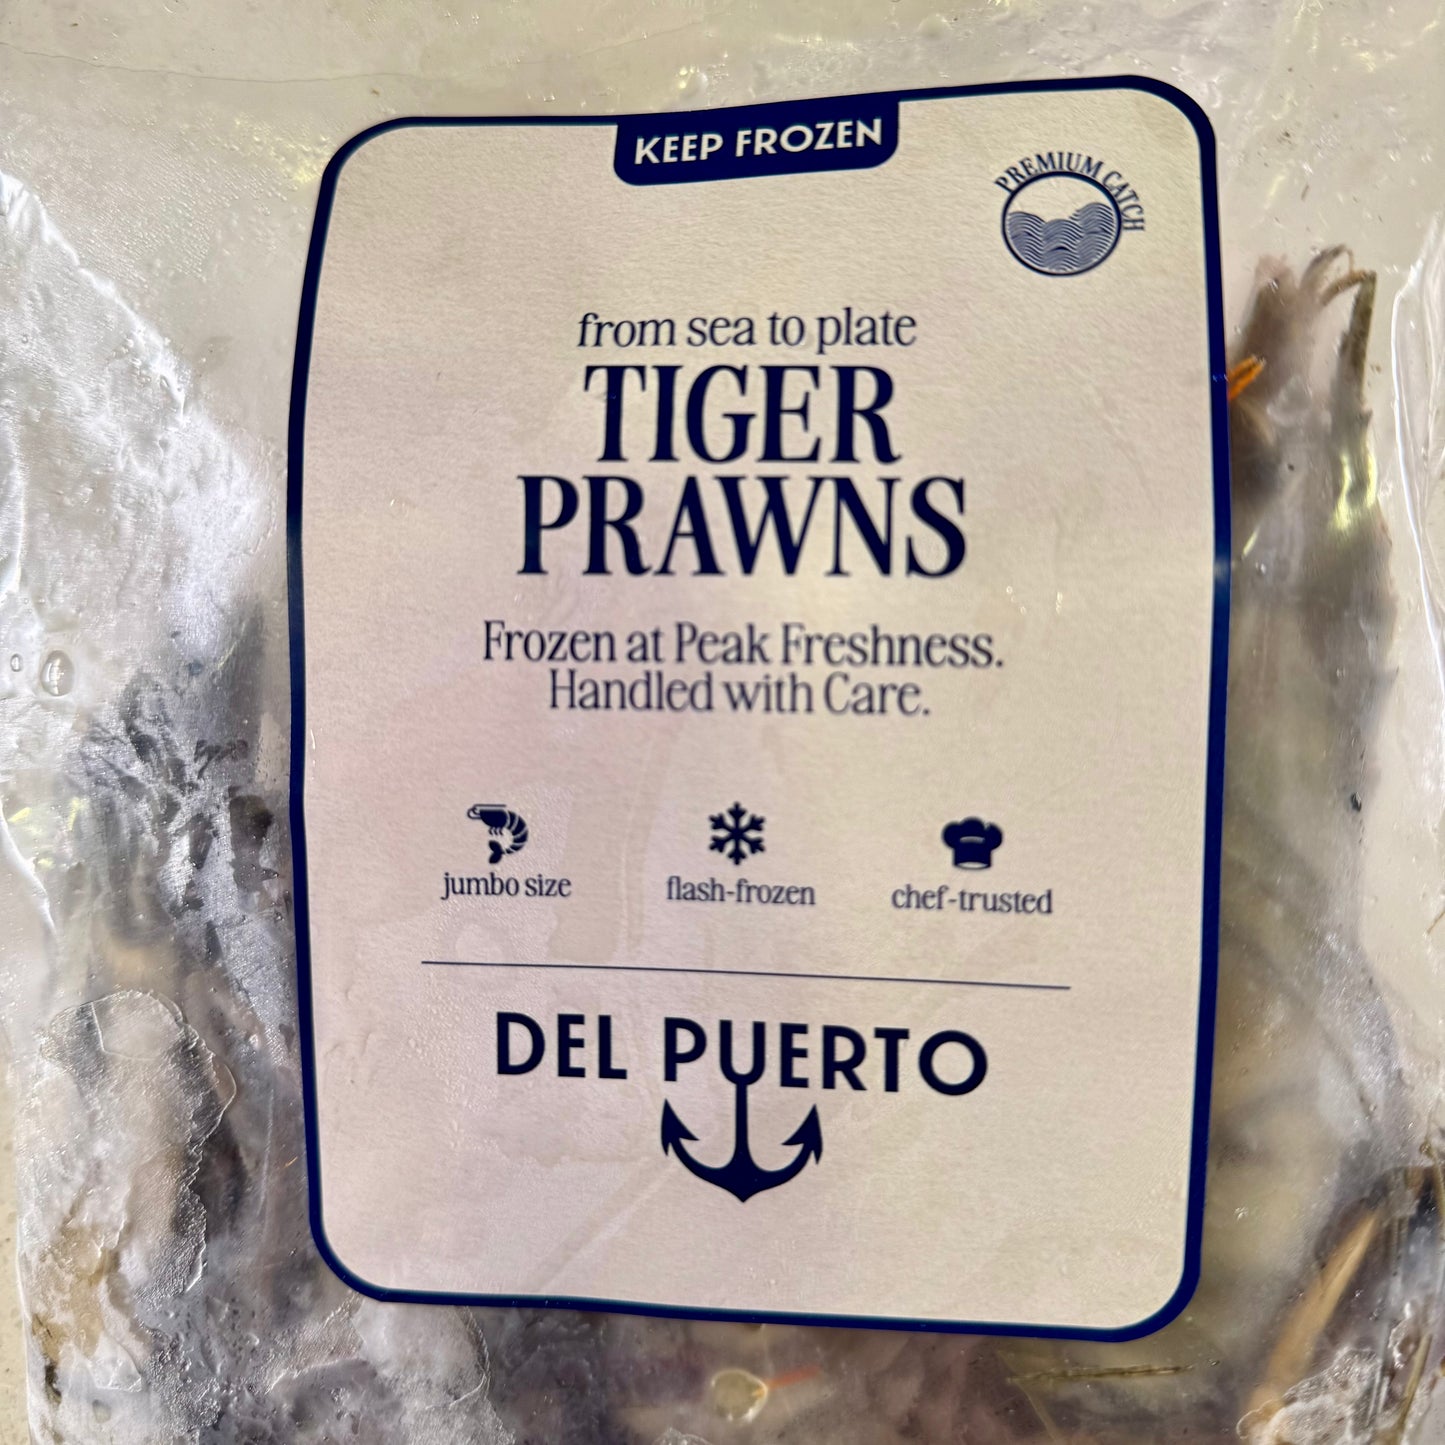 KEEP FROZEN
PREMIUM CATCH
from sea to plate
TIGER
PRAWNS
Frozen at Peak Freshness.
Handled with Care.
jumbo size
flash-frozen
chef-trusted
DEL PUERTO